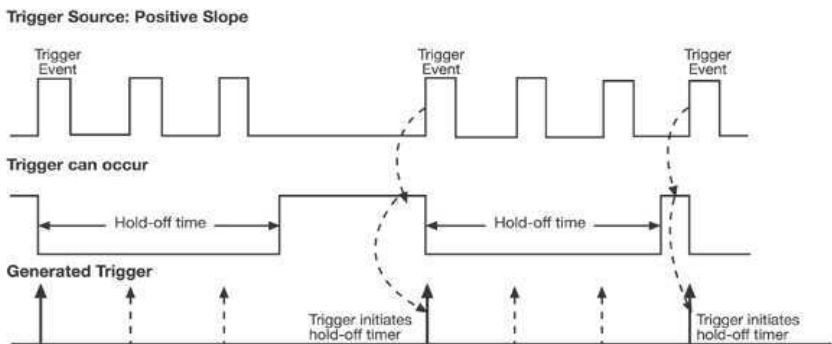 Trigger Source: Positive Slope
Trigger
Event
Trigger
Event
Trigger
Event
Trigger can occur
Hold-off time
Hold-off time
Generated Trigger
Trigger initiates
hold-off timer
Trigger initiates
hold-off timer